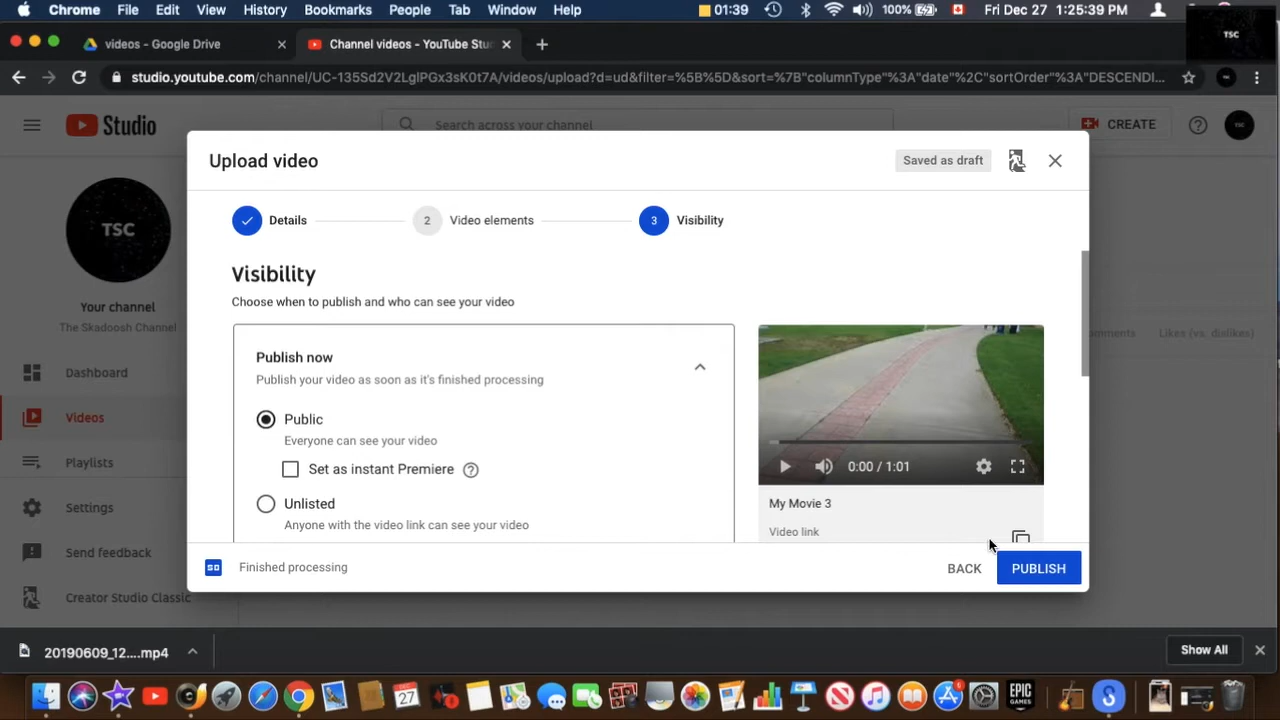 Chrome File Edit View History Bookmarks People Tab Window Help 01:39 100% Fri Dec 27 1:25:39 PM
TSC
videos - Google Drive
Channel videos - YouTube Stu
studio.youtube.com/channel/UC-135Sd2V2LglPGx3sK0t7A/videos/upload?d=ud&filter=%5B%5D&sort=%7B"columnType"%3A"date"%2C"sortOrder"%3A"DESCENDI...
Studio
Search across your channel
CREATE
TSC
Upload video
Saved as draft
Details
2 Video elements
3 Visibility
TSC
Your channel
The Skadoosh Channel
Dashboard
Videos
Playlists
Settings
Send feedback
Creator Studio Classic
Visibility
Choose when to publish and who can see your video
Publish now
Publish your video as soon as it's finished processing
Public
Everyone can see your video
Set as instant Premiere
Unlisted
Anyone with the video link can see your video
0:00 / 1:01
My Movie 3
Video link
Likes (vs. dislikes)
SD Finished processing
BACK PUBLISH
20190609_12....mp4
Show All
27
EPIC
GAMES